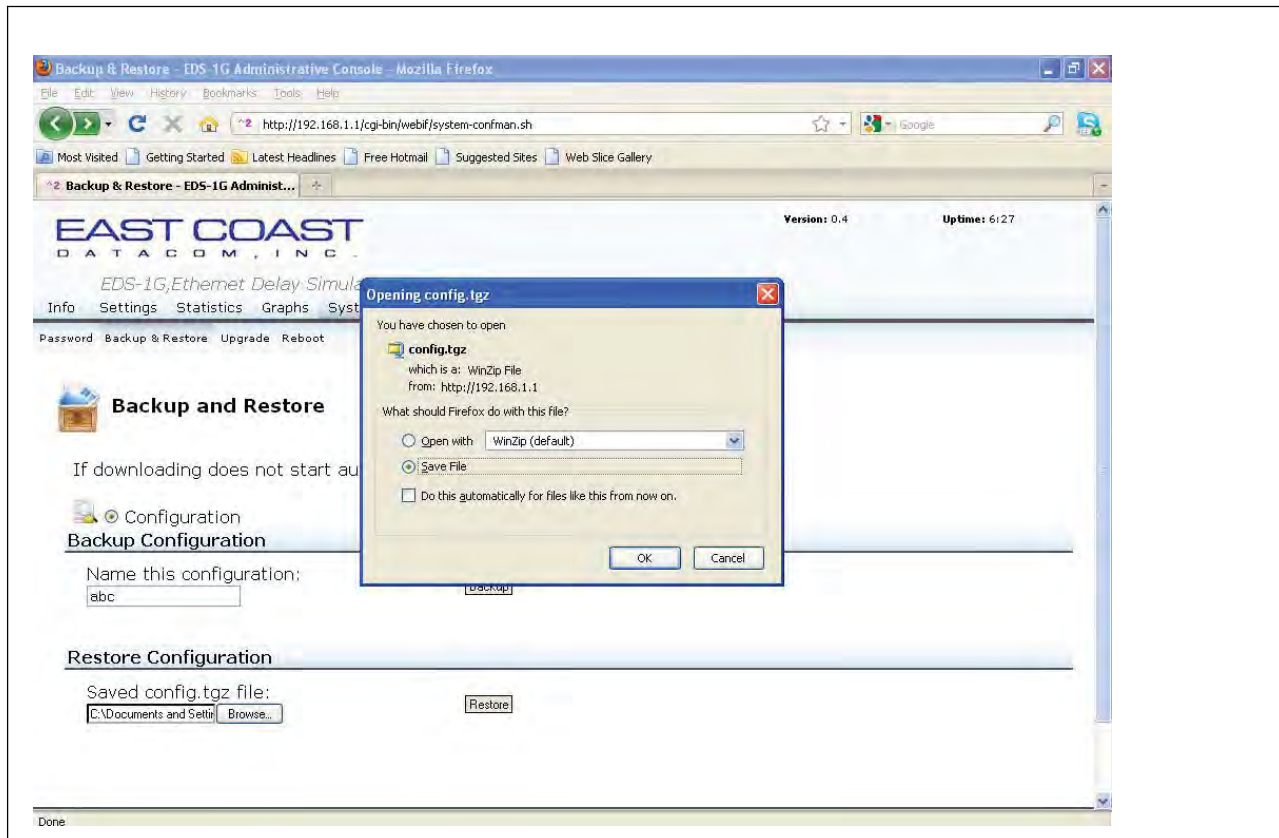 Backup & Restore - EDS-1G Administrative Console - Mozilla Firefox
File Edit View History Bookmarks Tools Help
^2 http://192.168.1.1/cgi-bin/webif/system-confman.sh
Google
Most Visited Getting Started Latest Headlines Free Hotmail Suggested Sites Web Slice Gallery
^2 Backup & Restore - EDS-1G Administ...
EAST COAST
DATACOM, INC.
Version: 0.4 Uptime: 6:27
EDS-1G,Ethernet Delay Simula
Info Settings Statistics Graphs Syst
Password Backup & Restore Upgrade Reboot
Backup and Restore
If downloading does not start au
Configuration
Backup Configuration
Name this configuration:
abc
Backup
Restore Configuration
Saved config.tgz file:
C:\Documents and Settin Browse...
Restore
Done
Opening config.tgz
You have chosen to open
config.tgz
which is a: WinZip File
from: http://192.168.1.1
What should Firefox do with this file?
Open with WinZip (default)
Save File
Do this automatically for files like this from now on.
OK Cancel